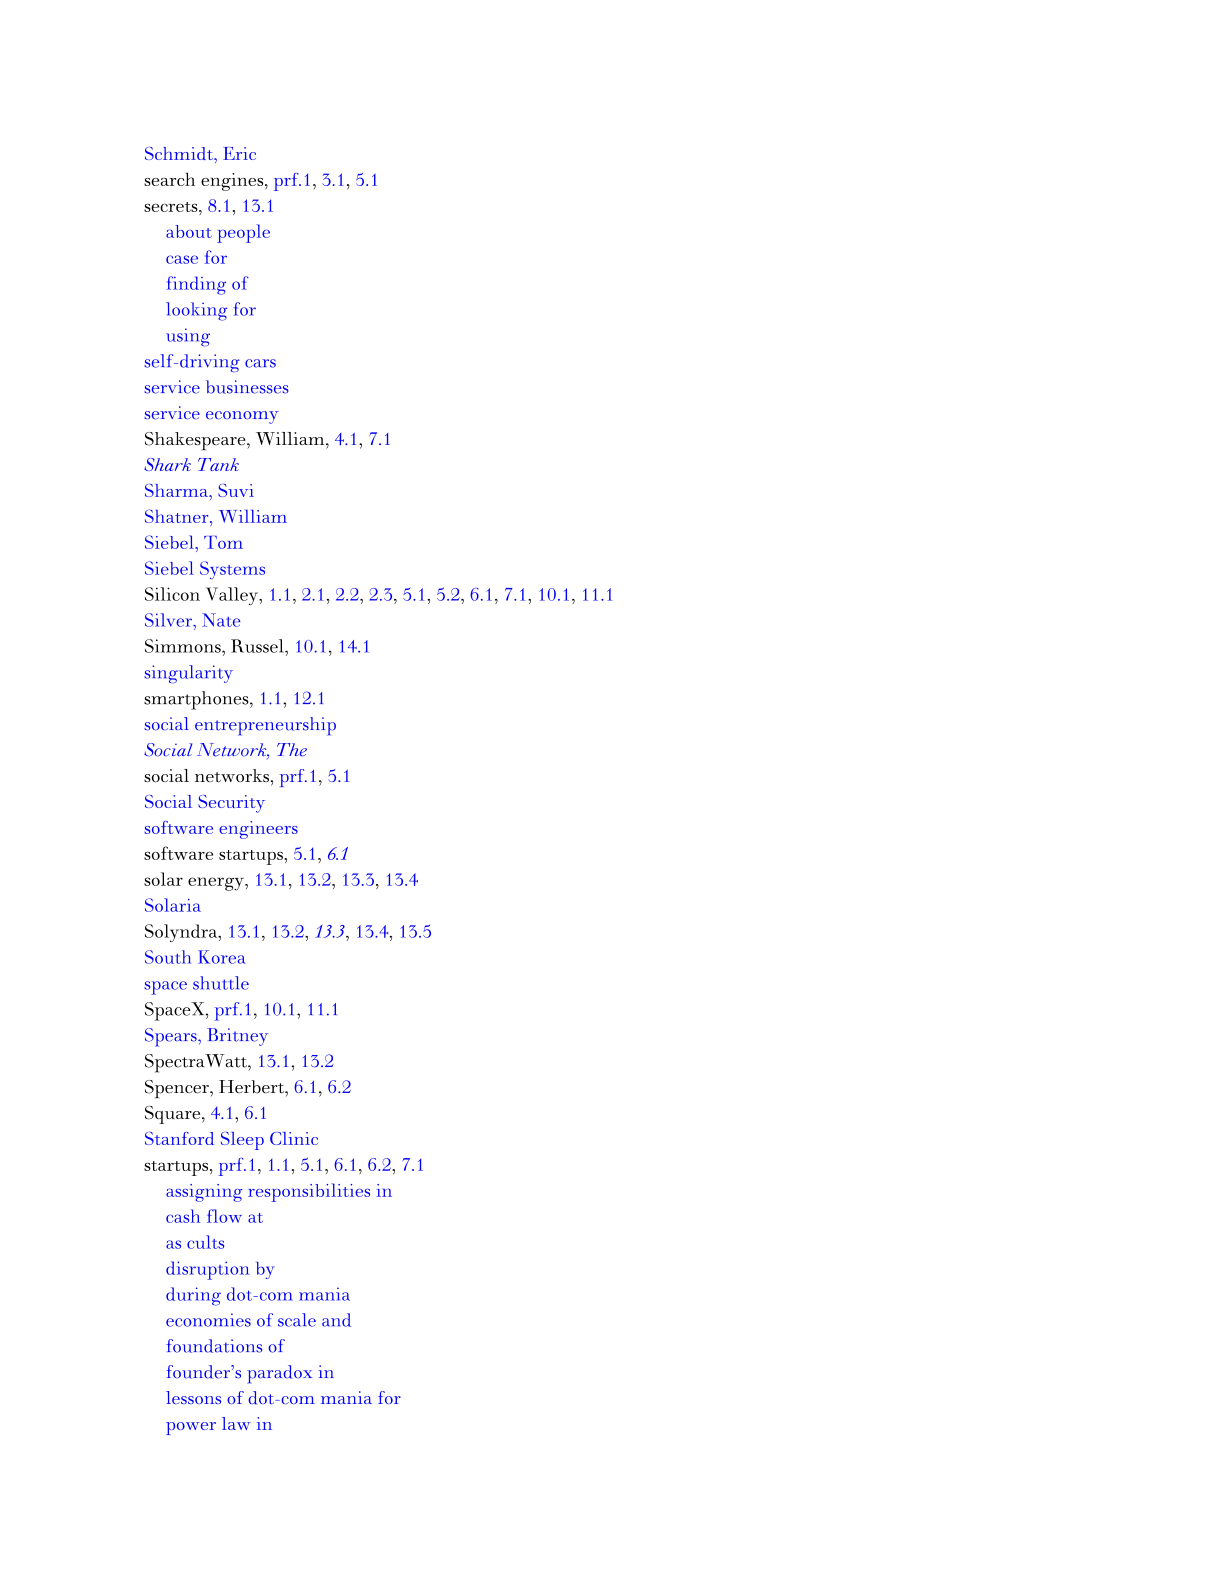 Schmidt, Eric
search engines, prf.1, 3.1, 5.1
secrets, 8.1, 13.1
about people
case for
finding of
looking for
using
self-driving cars
service businesses
service economy
Shakespeare, William, 4.1, 7.1
Shark Tank
Sharma, Suvi
Shatner, William
Siebel, Tom
Siebel Systems
Silicon Valley, 1.1, 2.1, 2.2, 2.3, 5.1, 5.2, 6.1, 7.1, 10.1, 11.1
Silver, Nate
Simmons, Russel, 10.1, 14.1
singularity
smartphones, 1.1, 12.1
social entrepreneurship
Social Network, The
social networks, prf.1, 5.1
Social Security
software engineers
software startups, 5.1, 6.1
solar energy, 13.1, 13.2, 13.3, 13.4
Solaria
Solyndra, 13.1, 13.2, 13.3, 13.4, 13.5
South Korea
space shuttle
SpaceX, prf.1, 10.1, 11.1
Spears, Britney
SpectraWatt, 13.1, 13.2
Spencer, Herbert, 6.1, 6.2
Square, 4.1, 6.1
Stanford Sleep Clinic
startups, prf.1, 1.1, 5.1, 6.1, 6.2, 7.1
assigning responsibilities in
cash flow at
as cults
disruption by
during dot-com mania
economies of scale and
foundations of
founder’s paradox in
lessons of dot-com mania for
power law in